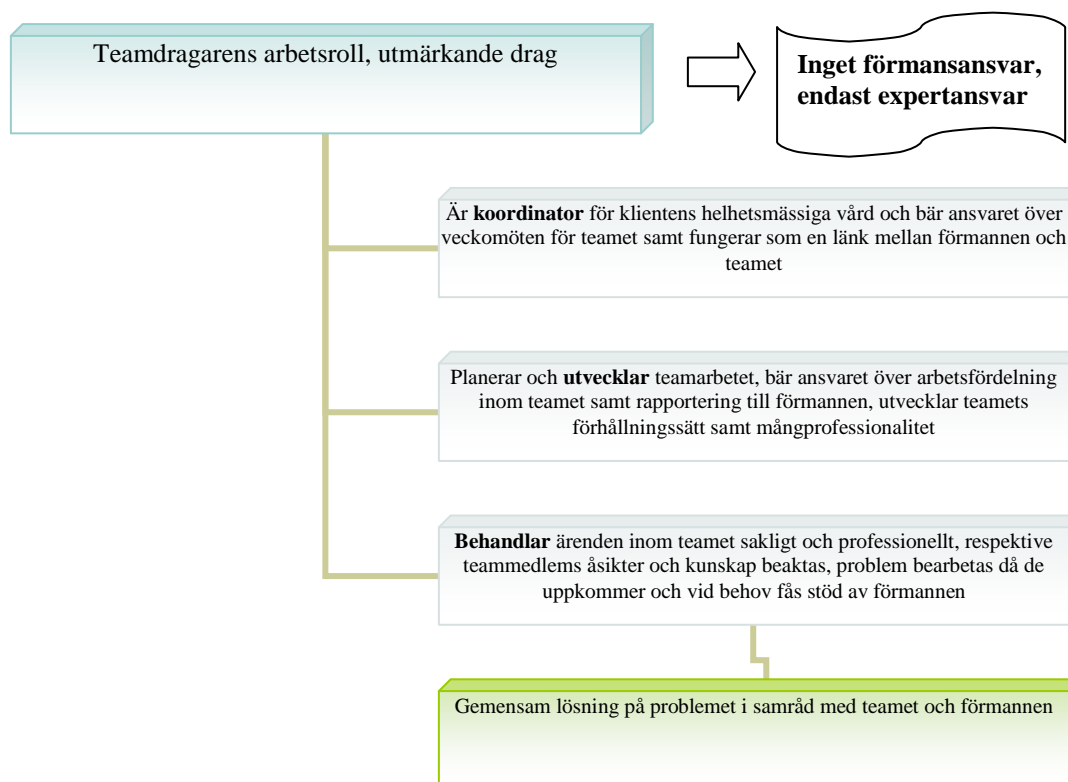 Teamdragarens arbetsroll, utmärkande drag
Inget förmansansvar,
endast expertansvar
Är koordinator för klientens helhetsmässiga vård och bär ansvaret över
veckomöten för teamet samt fungerar som en länk mellan förmannen och
teamet
Planerar och utvecklar teamarbetet, bär ansvaret över arbetsfördelning
inom teamet samt rapportering till förmannen, utvecklar teamets
förhållningssätt samt mångprofessionalitet
Behandlar ärenden inom teamet sakligt och professionellt, respektive
teammedlems åsikter och kunskap beaktas, problem bearbetas då de
uppkommer och vid behov fås stöd av förmannen
Gemensam lösning på problemet i samråd med teamet och förmannen